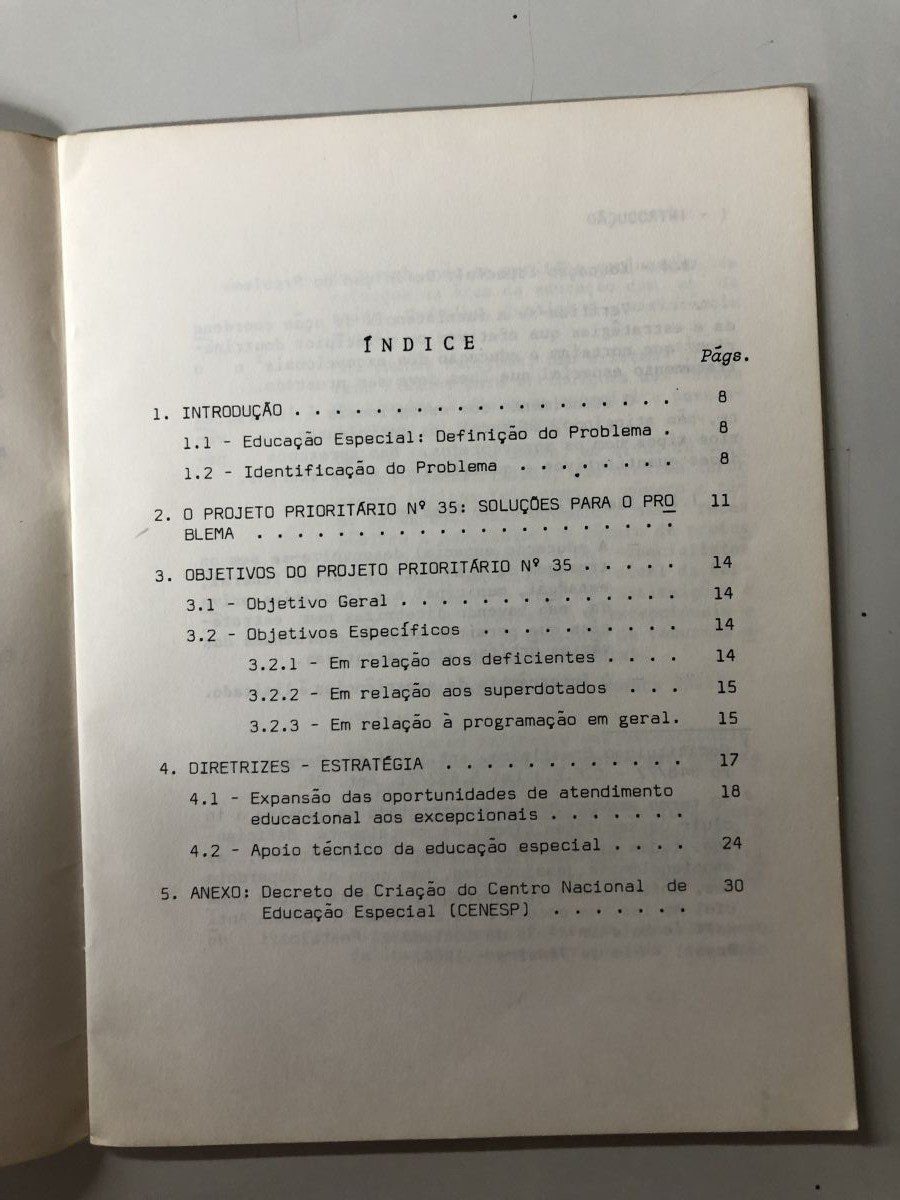 ÍNDICE
Págs.
1. INTRODUÇÃO . . . . . . . . . . . . . . . . . . . 8
1.1 - Educação Especial: Definição do Problema . 8
1.2 - Identificação do Problema . . . . . . . . 8
2. O PROJETO PRIORITÁRIO Nº 35: SOLUÇÕES PARA O PRO 11
BLEMA . . . . . . . . . . . . . . . . . . . . .
3. OBJETIVOS DO PROJETO PRIORITÁRIO Nº 35 . . . . . 14
3.1 - Objetivo Geral . . . . . . . . . . . . . . 14
3.2 - Objetivos Específicos . . . . . . . . . . 14
3.2.1 - Em relação aos deficientes . . . . 14
3.2.2 - Em relação aos superdotados . . . 15
3.2.3 - Em relação à programação em geral. 15
4. DIRETRIZES - ESTRATÉGIA . . . . . . . . . . . . 17
4.1 - Expansão das oportunidades de atendimento 18
educacional aos excepcionais . . . . . . .
4.2 - Apoio técnico da educação especial . . . . 24
5. ANEXO: Decreto de Criação do Centro Nacional de 30
Educação Especial (CENESP) . . . . . . .